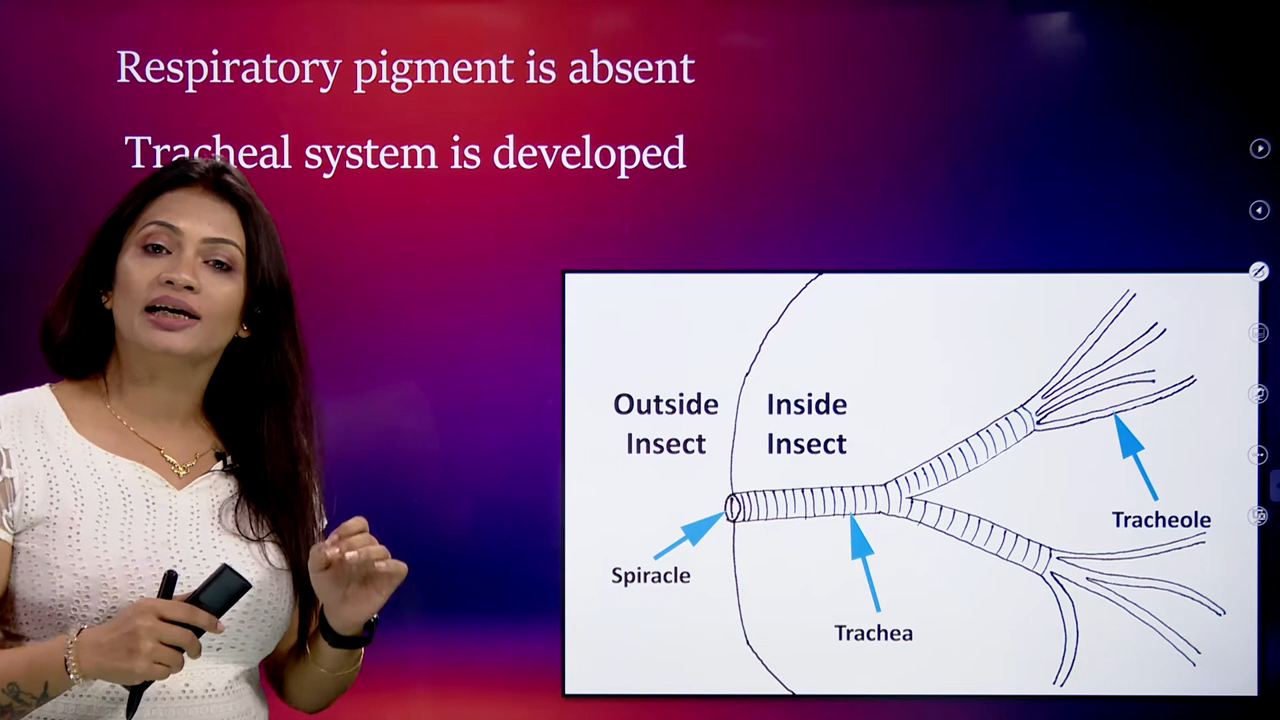 Respiratory pigment is absent
Tracheal system is developed
Outside
Insect
Inside
Insect
Tracheole
Spiracle
Trachea